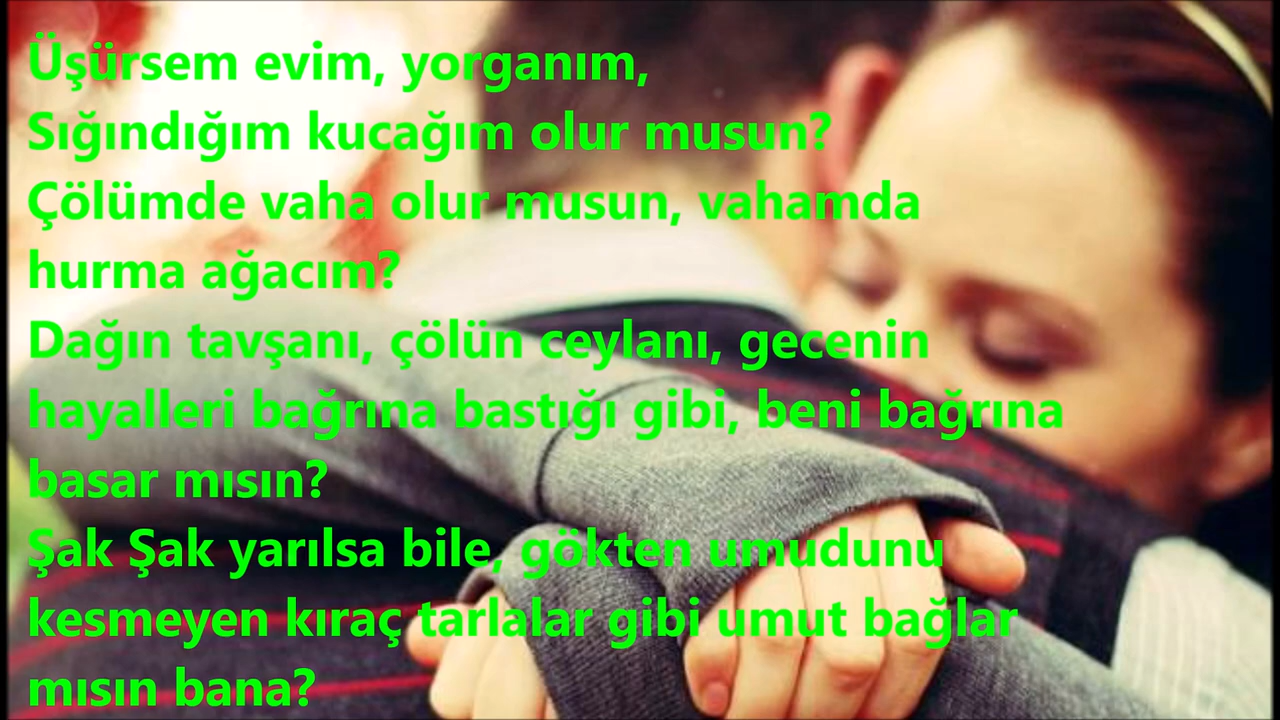 Üşürsem evim, yorganım,
Sığındığım kucağım olur musun?
Çölümde vaha olur musun, vahamda
hurma ağacım?
Dağın tavşanı, çölün ceylanı, gecenin
hayalleri bağrına bastığı gibi, beni bağrına
basar mısın?
Şak Şak yarılsa bile, gökten umudunu
kesmeyen kıraç tarlalar gibi umut bağlar
mısın bana?